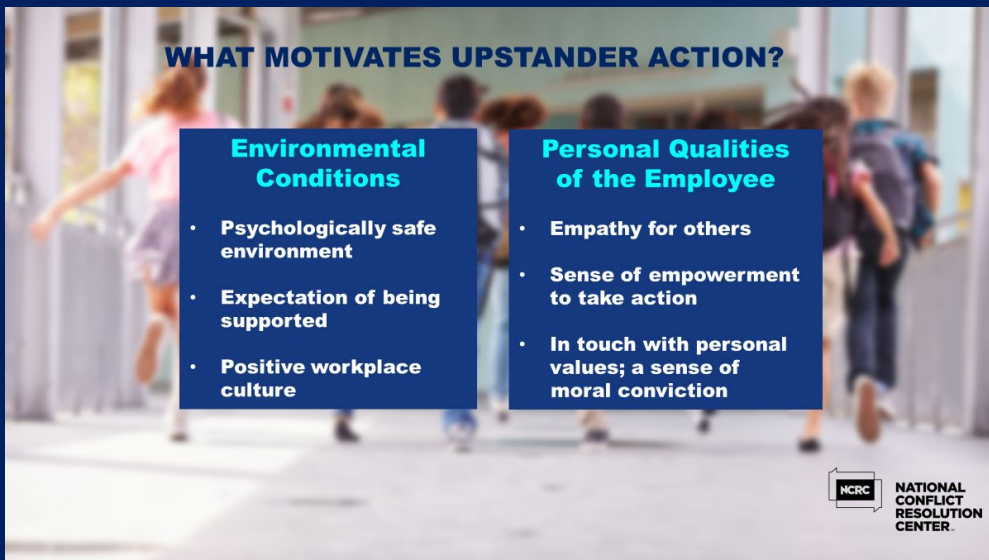 WHAT MOTIVATES UPSTANDER ACTION?
Environmental
Conditions
• Psychologically safe
environment
• Expectation of being
supported
• Positive workplace
culture
Personal Qualities
of the Employee
• Empathy for others
• Sense of empowerment
to take action
• In touch with personal
values; a sense of
moral conviction
NCRC
NATIONAL
CONFLICT
RESOLUTION
CENTER™